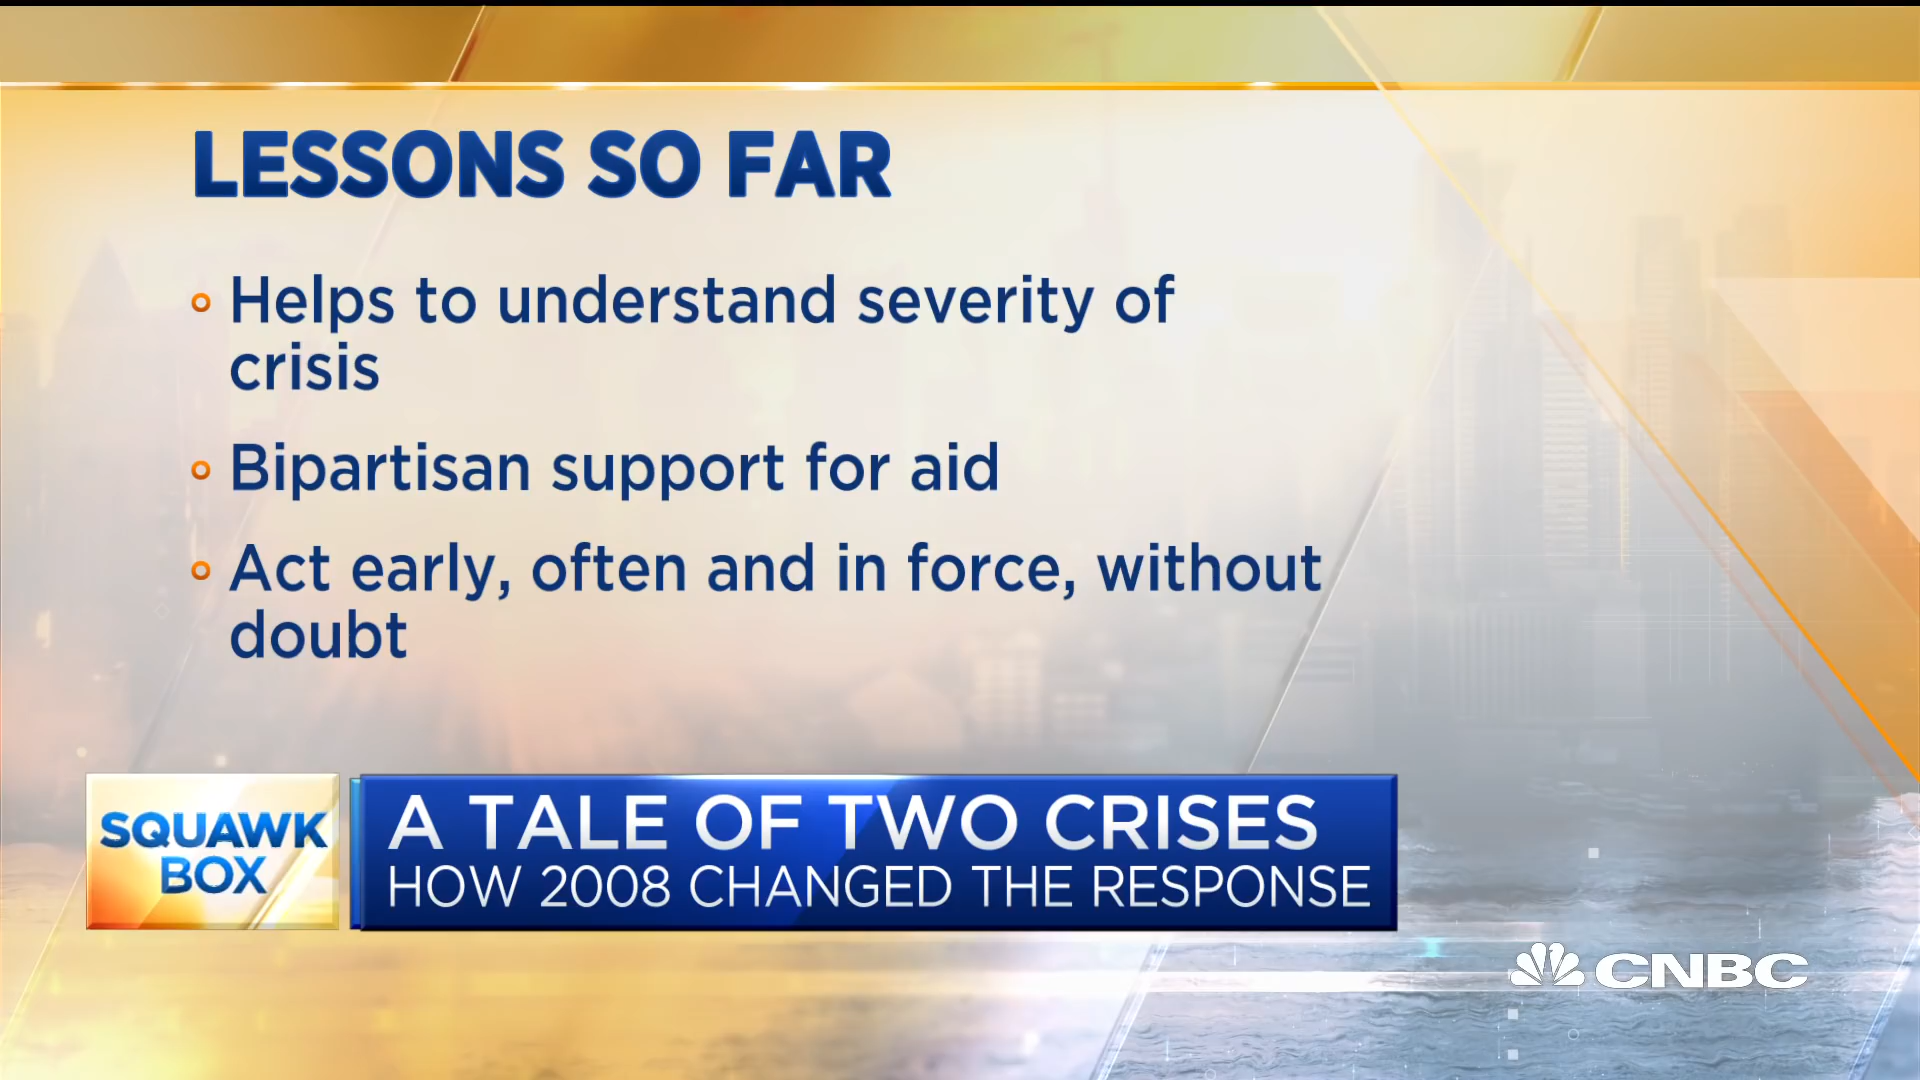 LESSONS SO FAR
Helps to understand severity of
crisis
Bipartisan support for aid
Act early, often and in force, without
doubt
SQUAWK
BOX
A TALE OF TWO CRISES
HOW 2008 CHANGED THE RESPONSE
CNBC